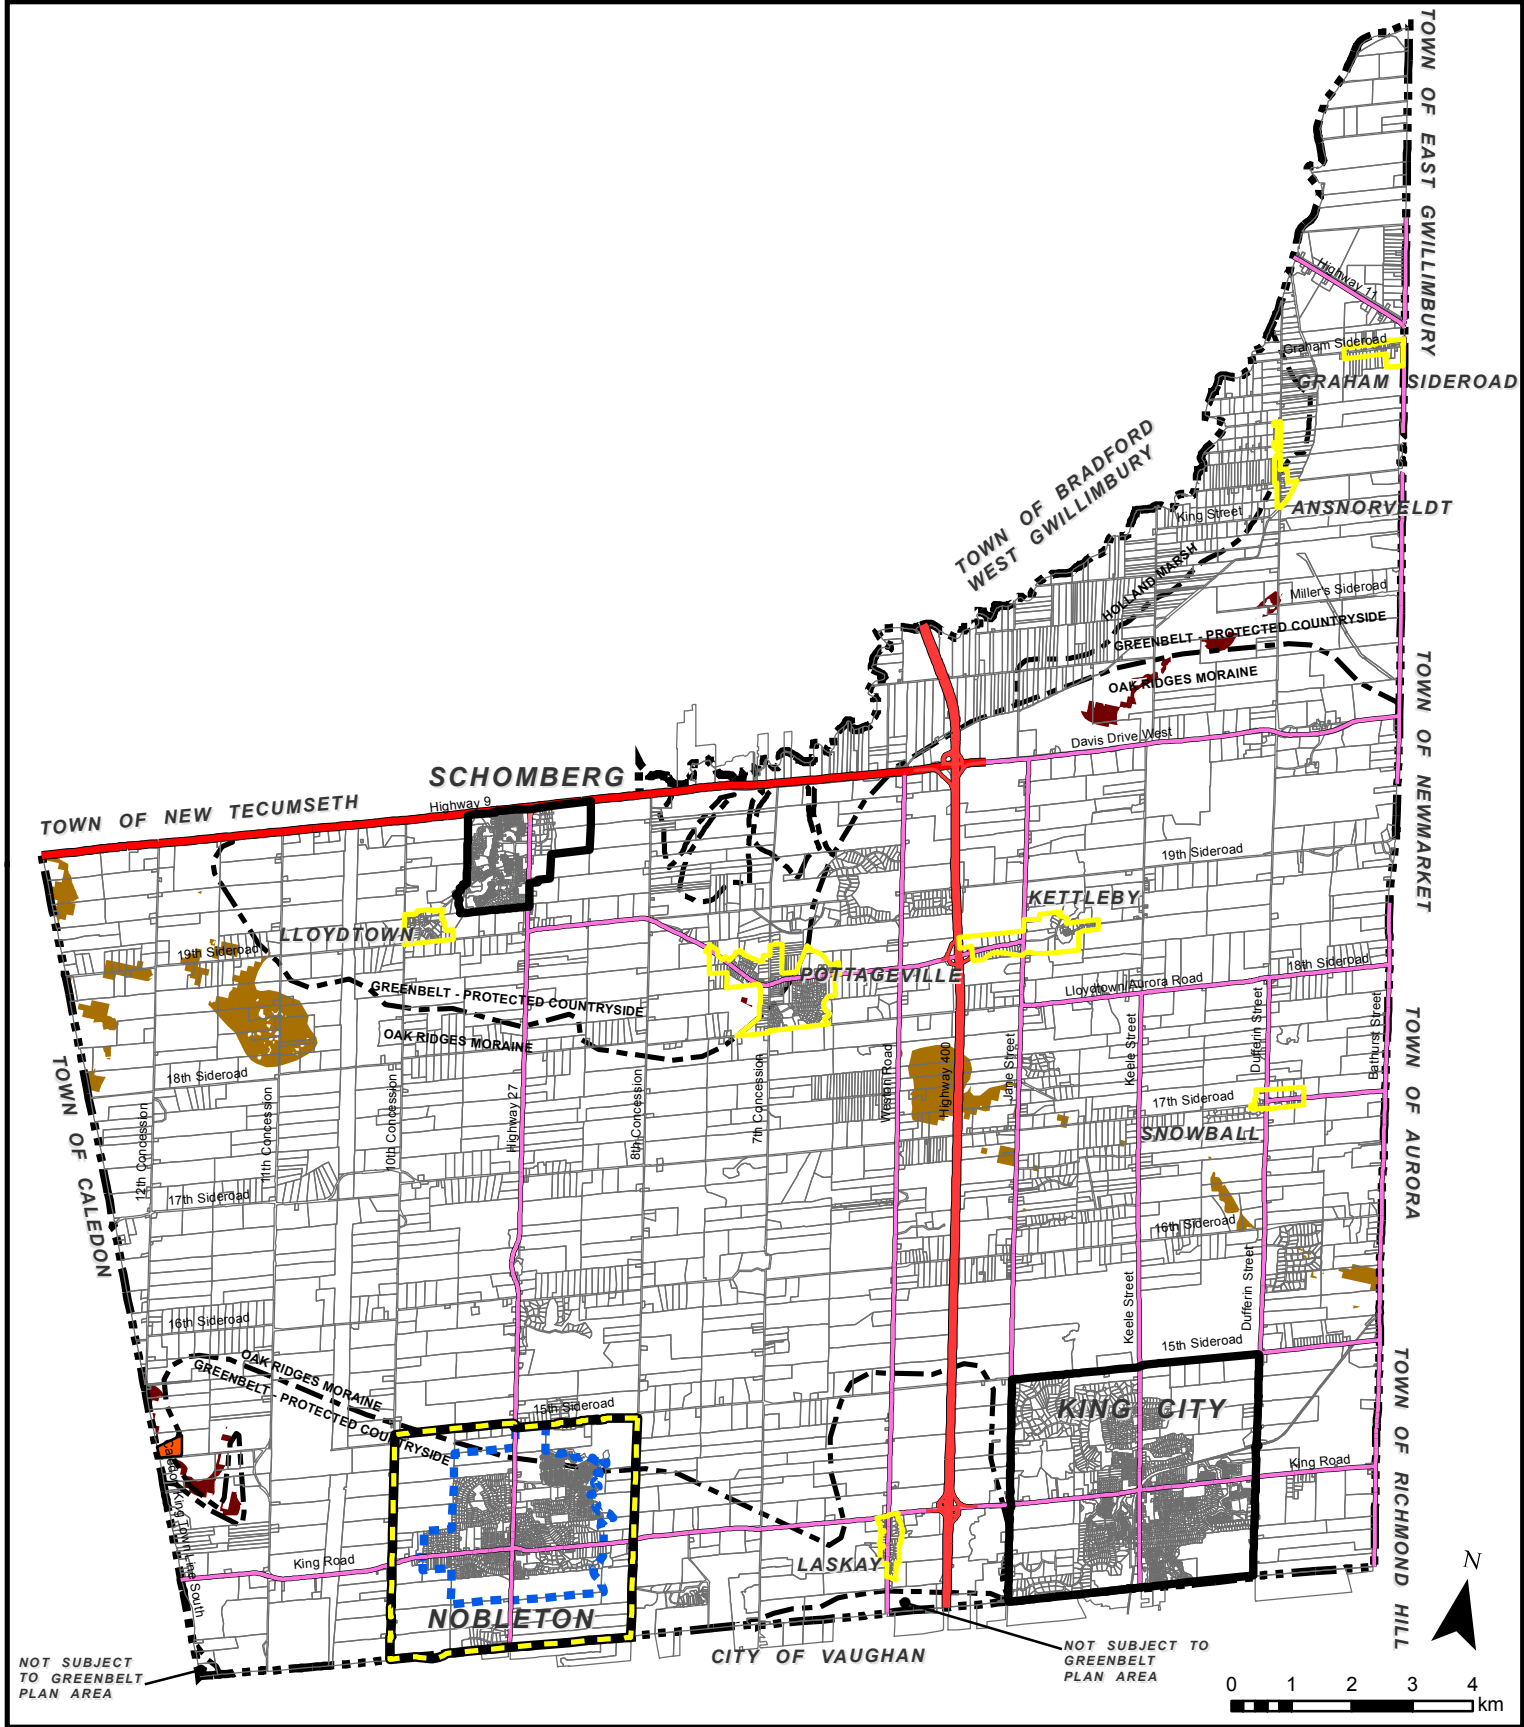 TOWN OF EAST GWILLIMBURY
Highway 11
Graham Sideroad
GRAHAM SIDEROAD
TOWN OF BRADFORD
WEST GWILLIMBURY
King Street
ANSNORVELDT
HOLLAND MARSH
Miller's Sideroad
GREENBELT - PROTECTED COUNTRYSIDE
OAK RIDGES MORAINE
TOWN OF NEWMARKET
Davis Drive West
SCHOMBERG
Highway 9
TOWN OF NEW TECUMSETH
19th Sideroad
KETTLEBY
LLOYDTOWN
19th Sideroad
POTTAGEVILLE
18th Sideroad
Lloydtown Aurora Road
GREENBELT - PROTECTED COUNTRYSIDE
OAK RIDGES MORAINE
TOWN OF CALEDON
18th Sideroad
12th Concession
11th Concession
10th Concession
Highway 27
8th Concession
7th Concession
Weston Road
Highway 400
Jane Street
Keele Street
Dufferin Street
Bathurst Street
TOWN OF AURORA
17th Sideroad
SNOWBALL
17th Sideroad
16th Sideroad
16th Sideroad
Keele Street
Dufferin Street
15th Sideroad
OAK RIDGES MORAINE
GREENBELT - PROTECTED COUNTRYSIDE
15th Sideroad
KING CITY
TOWN OF RICHMOND HILL
King Road
Caledon/King Town Line South
King Road
LASKAY
NOBLETON
CITY OF VAUGHAN
NOT SUBJECT
TO GREENBELT
PLAN AREA
NOT SUBJECT TO
GREENBELT
PLAN AREA
N
0 1 2 3 4
km